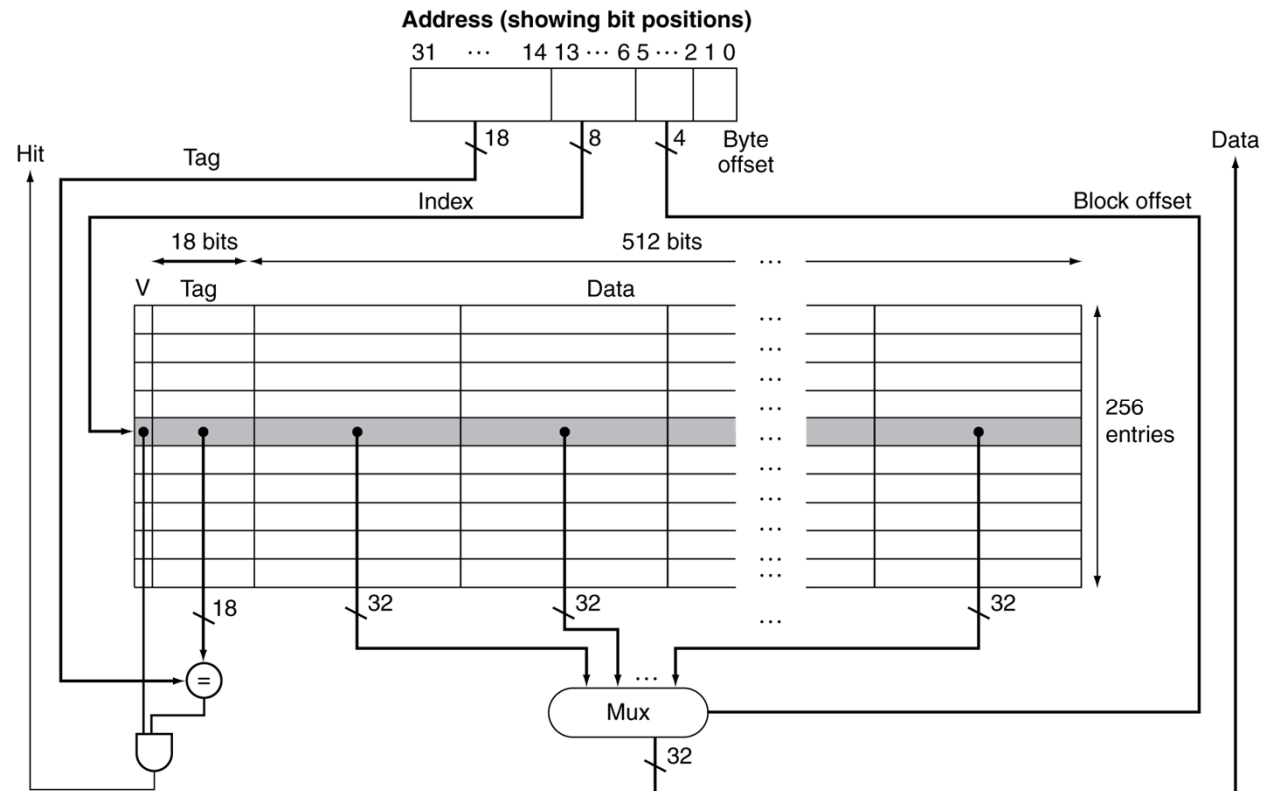 Address (showing bit positions)
31 ⋯ 14 13 ⋯ 6 5 ⋯ 2 1 0
18 8 4 Byte
offset
Hit
Tag
Data
Index
Block offset
18 bits
512 bits
⋯
V Tag Data
⋯
⋯
⋯
⋯
256
entries
⋯
⋯
⋯
⋯
⋯
⋯
18 32 32 ⋯ 32
=
⋯
Mux
32